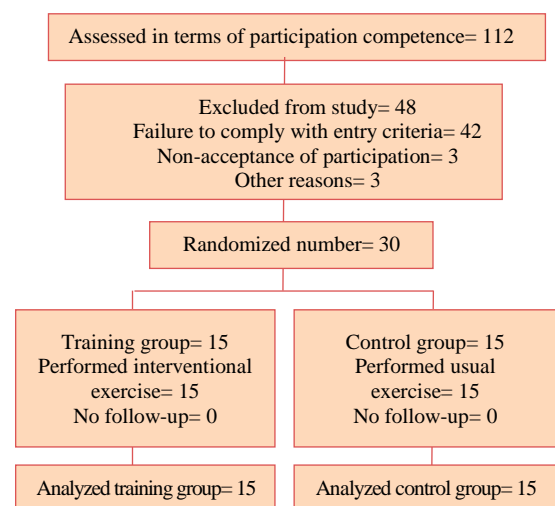 Assessed in terms of participation competence= 112
Excluded from study= 48
Failure to comply with entry criteria= 42
Non-acceptance of participation= 3
Other reasons= 3
Randomized number= 30
Training group= 15
Performed interventional
exercise= 15
No follow-up= 0
Control group= 15
Performed usual
exercise= 15
No follow-up= 0
Analyzed training group= 15
Analyzed control group= 15